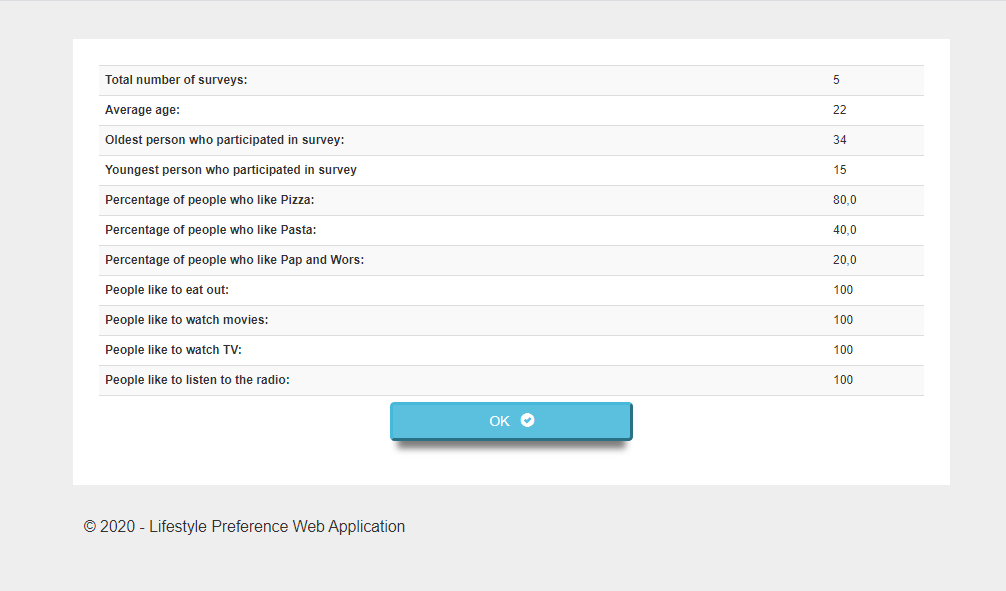 Total number of surveys: 5
Average age: 22
Oldest person who participated in survey: 34
Youngest person who participated in survey 15
Percentage of people who like Pizza: 80,0
Percentage of people who like Pasta: 40,0
Percentage of people who like Pap and Wors: 20,0
People like to eat out: 100
People like to watch movies: 100
People like to watch TV: 100
People like to listen to the radio: 100
OK
© 2020 - Lifestyle Preference Web Application